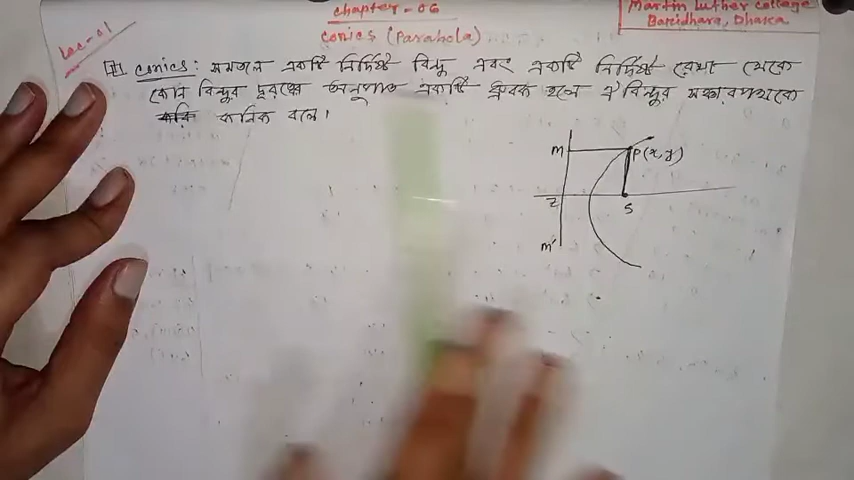 Chapter - 06
Martin Luther College
Baridhara, Dhaka
Conics (Parabola)
Lec-01
Conics: সমতলে একটি নির্দিষ্ট বিন্দু এবং একটি নির্দিষ্ট রেখা থেকে
কোন বিন্দুর দূরত্বের অনুপাত একটি ধ্রুবক হলে ঐ বিন্দুর সঞ্চারপথকে
কনিক বলে।
M P(x,y)
Z S
M'